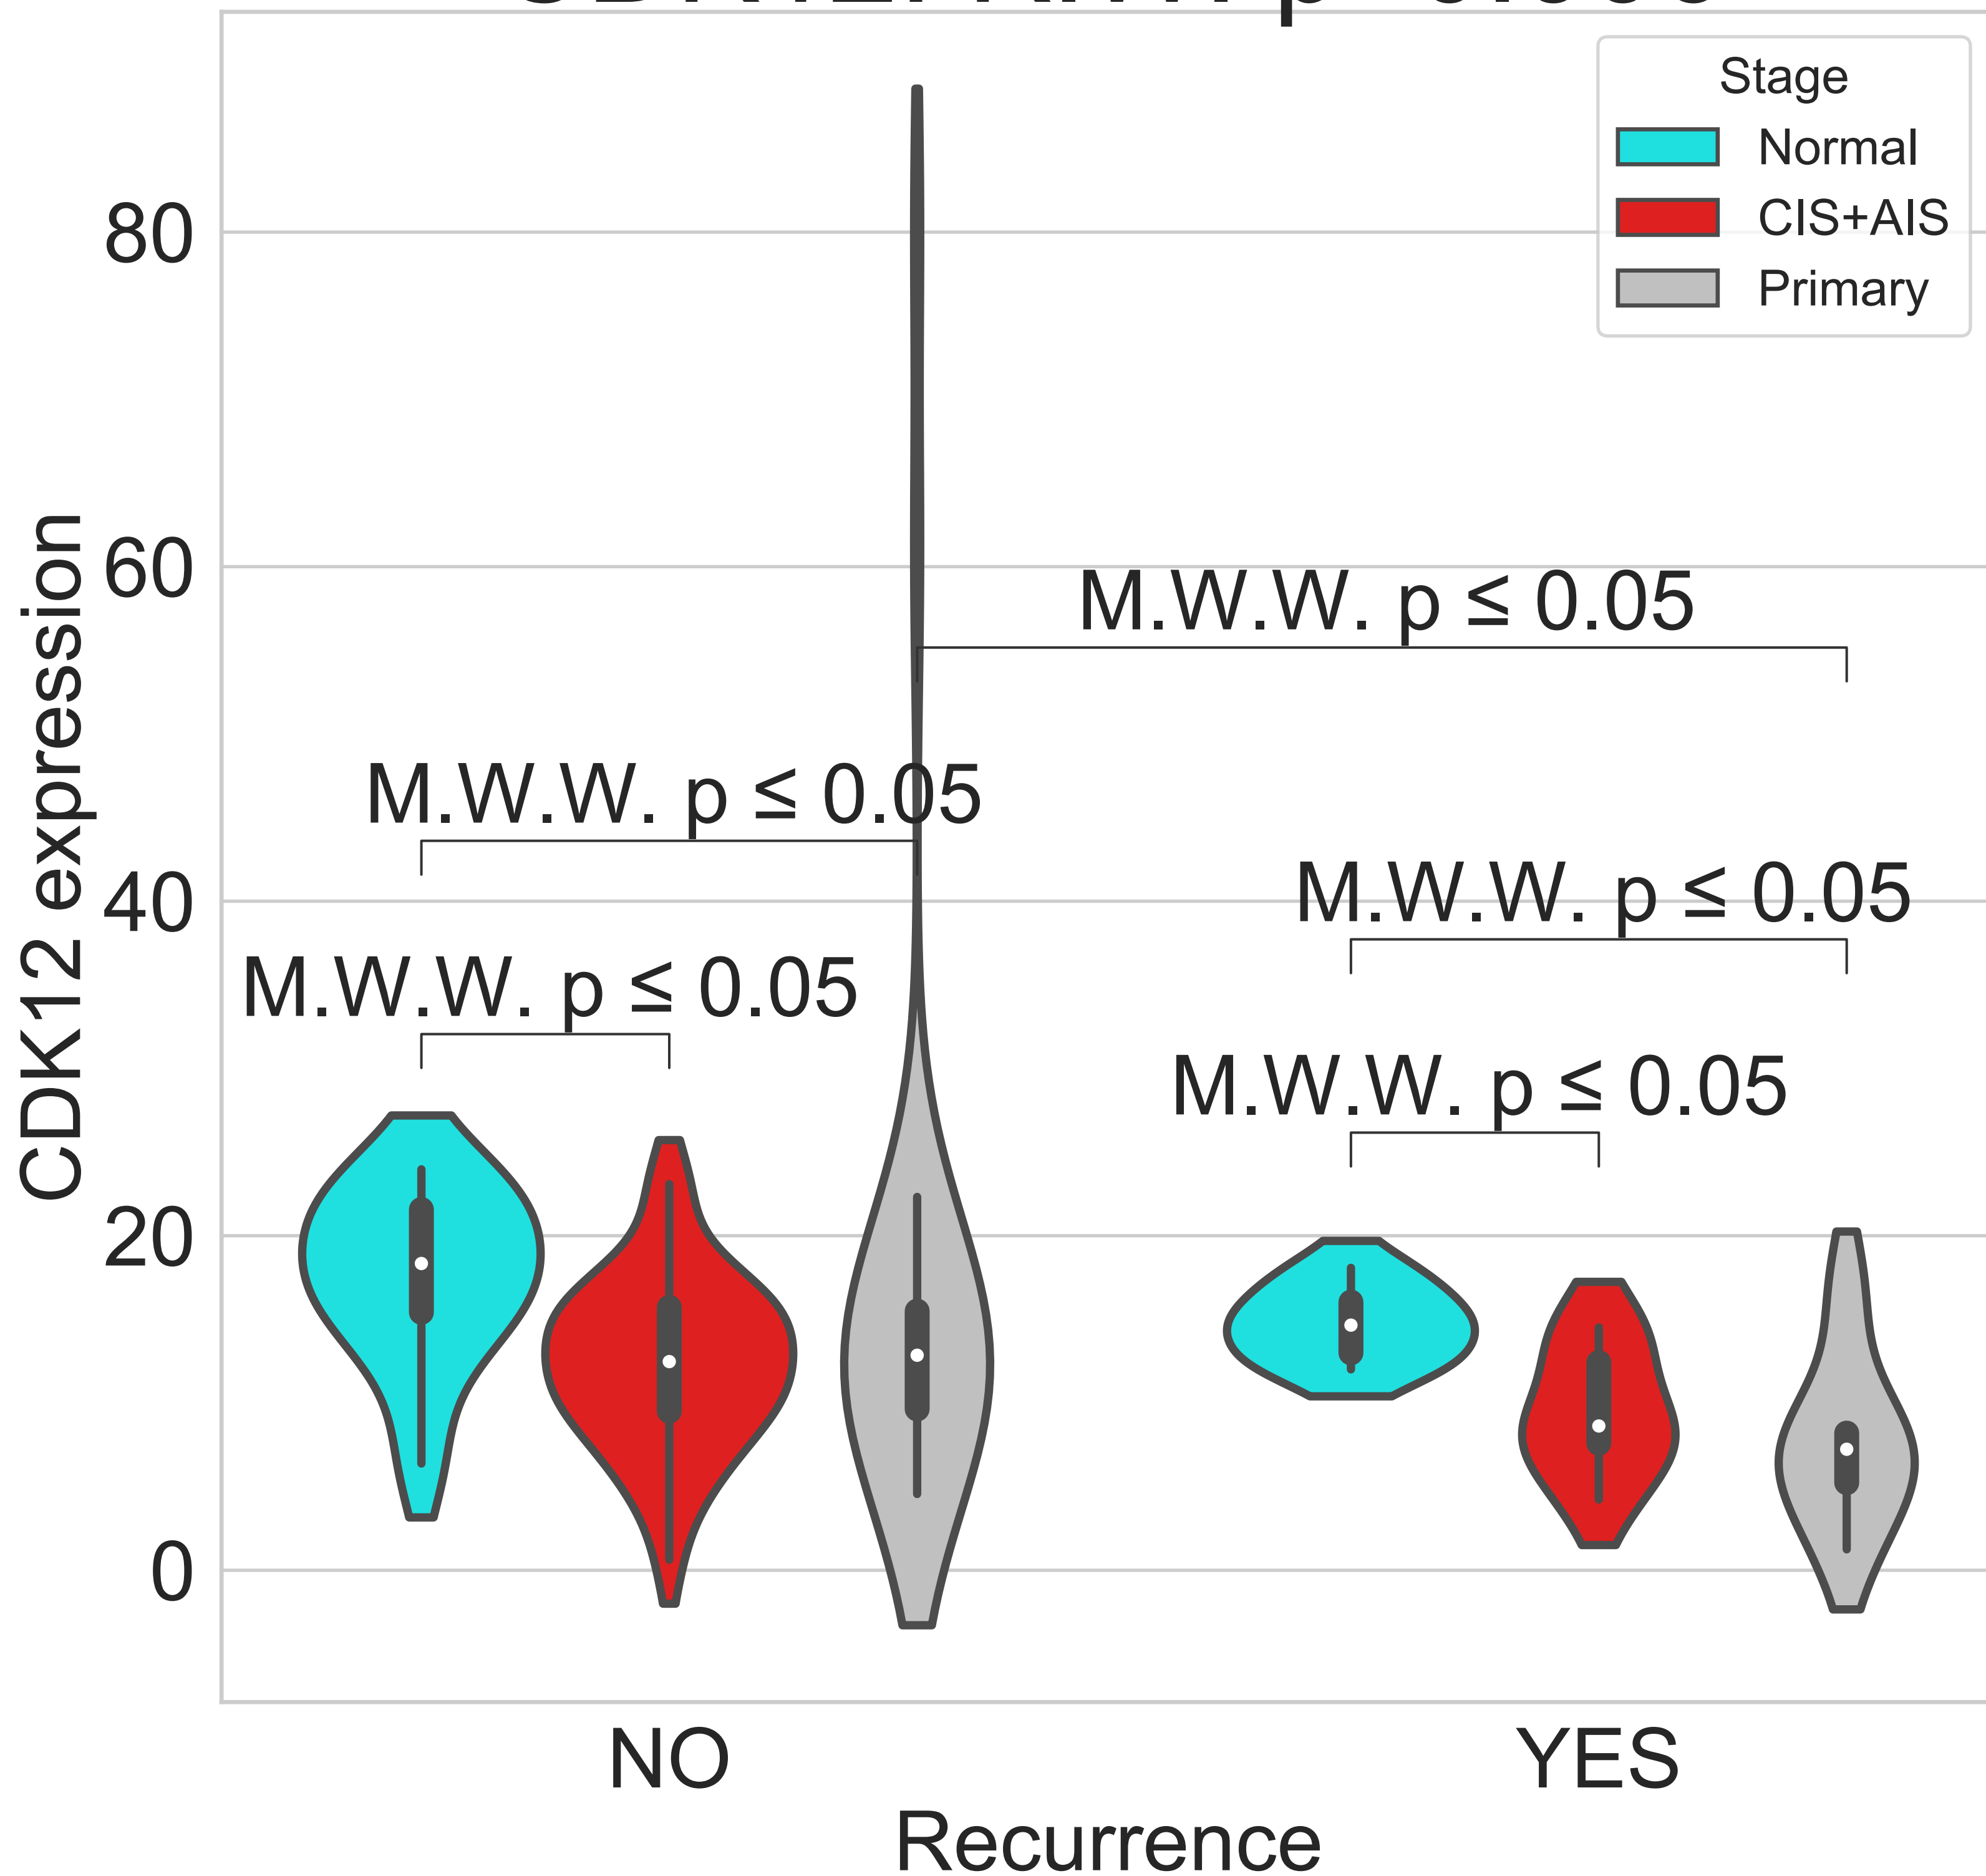 Stage
Normal
CIS+AIS
Primary
80
60
40
20
0
CDK12 expression
M.W.W. p ≤ 0.05
M.W.W. p ≤ 0.05
M.W.W. p ≤ 0.05
M.W.W. p ≤ 0.05
M.W.W. p ≤ 0.05
NO
YES
Recurrence